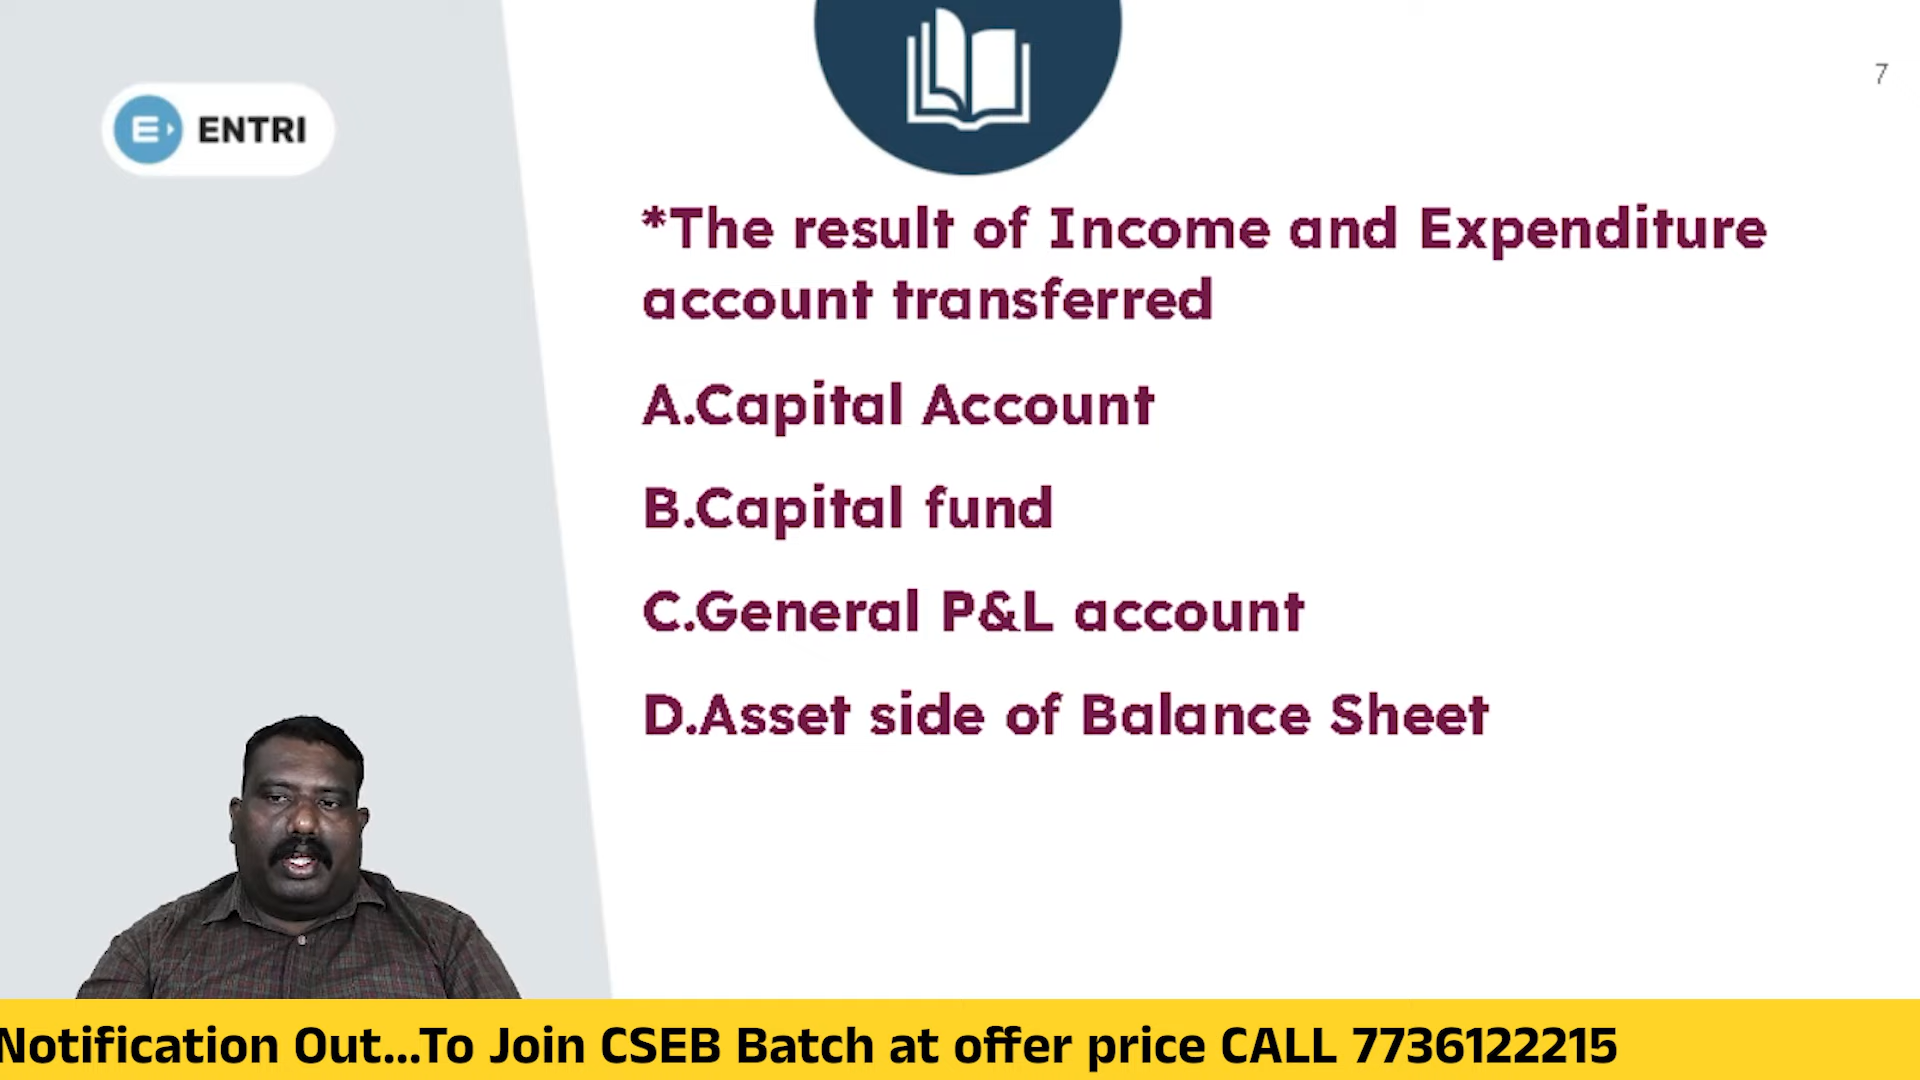 ENTRI
7
*The result of Income and Expenditure
account transferred
A.Capital Account
B.Capital fund
C.General P&L account
D.Asset side of Balance Sheet
Notification Out...To Join CSEB Batch at offer price CALL 7736122215